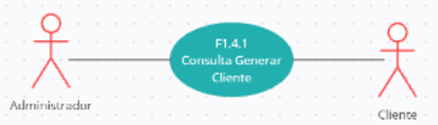 F1.4.1
Consulta Generar
Cliente
Administrador
Cliente